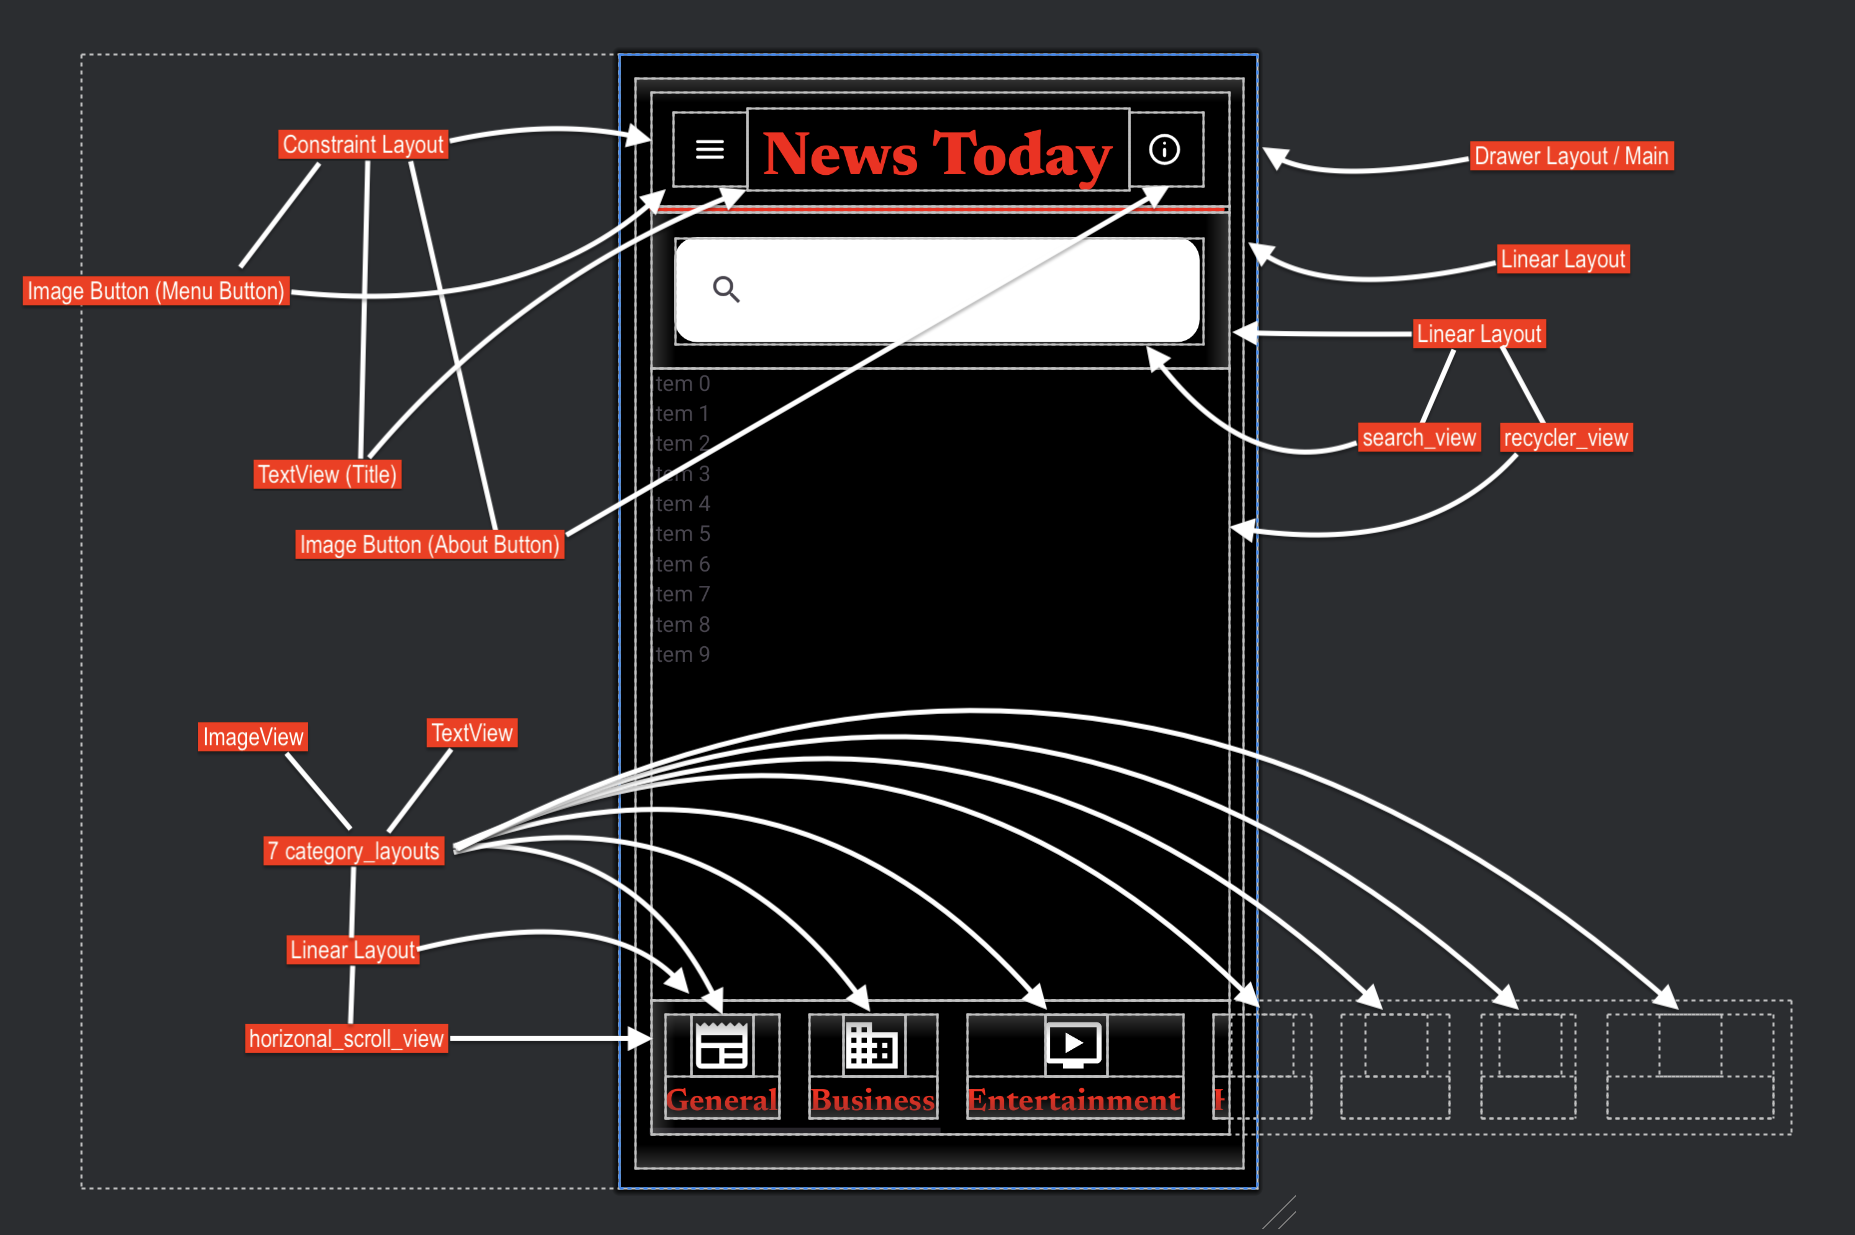 Constraint Layout
News Today
Drawer Layout / Main
Linear Layout
Image Button (Menu Button)
Linear Layout
tem 0
tem 1
tem 2
search_view
recycler_view
tem 3
TextView (Title)
tem 4
tem 5
Image Button (About Button)
tem 6
tem 7
tem 8
tem 9
ImageView
TextView
7 category_layouts
Linear Layout
horizonal_scroll_view
General
Business
Entertainment